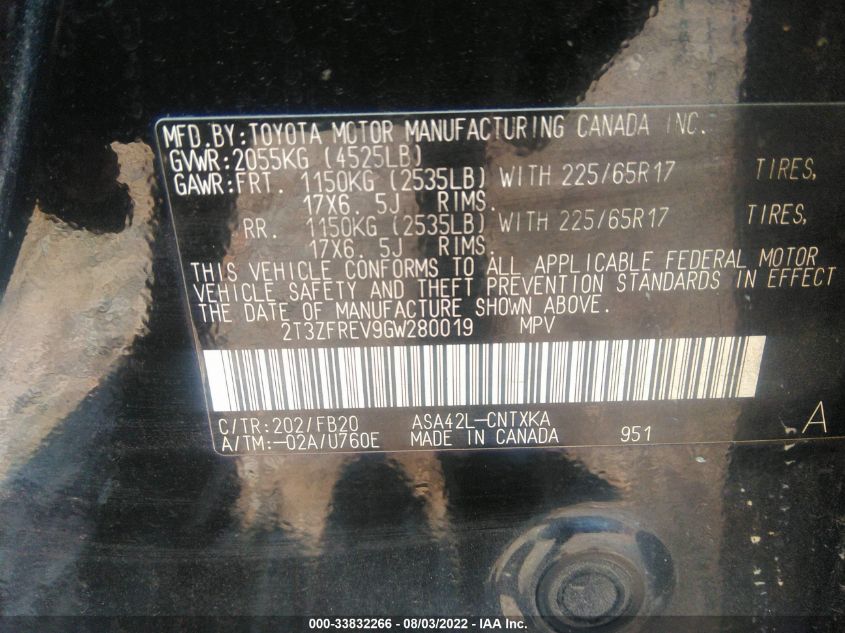 MFD.BY:TOYOTA MOTOR MANUFACTURING CANADA INC.
GVWR:2055KG (4525LB)
GAWR:FRT. 1150KG (2535LB) WITH 225/65R17 TIRES,
17X6. 5J RIMS.
RR. 1150KG (2535LB) WITH 225/65R17 TIRES,
17X6. 5J RIMS.
THIS VEHICLE CONFORMS TO ALL APPLICABLE FEDERAL MOTOR
VEHICLE SAFETY AND THEFT PREVENTION STANDARDS IN EFFECT
THE DATE OF MANUFACTURE SHOWN ABOVE.
2T3ZFREV9GW280019 MPV
C/TR:202/FB20 ASA42L-CNTXKA
A/TM:-02A/U760E MADE IN CANADA 951 A
000-33832266 - 08/03/2022 - IAA Inc.